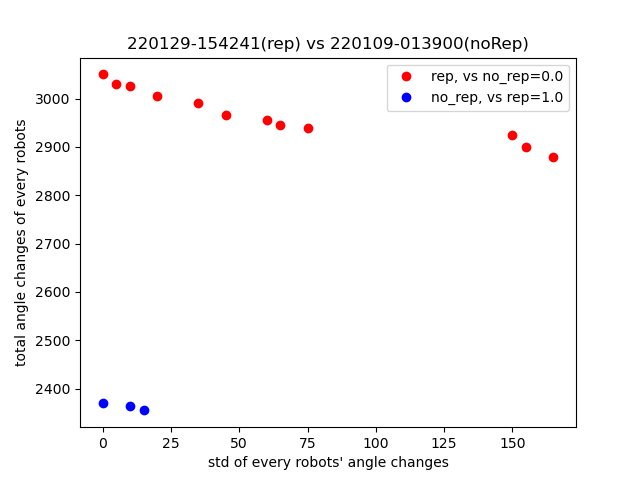 220129-154241(rep) vs 220109-013900(noRep)
rep, vs no_rep=0.0
no_rep, vs rep=1.0
total angle changes of every robots
3000
2900
2800
2700
2600
2500
2400
0 25 50 75 100 125 150
std of every robots' angle changes